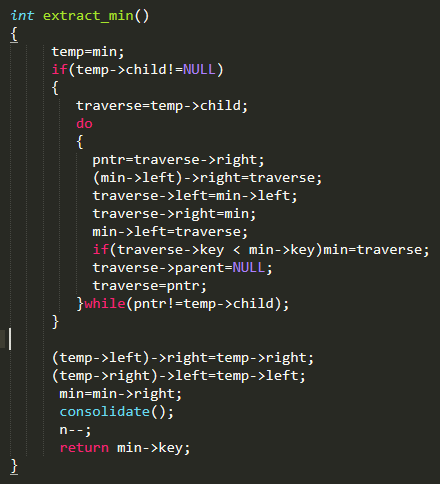 int extract_min()
{
temp=min;
if(temp->child!=NULL)
{
traverse=temp->child;
do
{
pntr=traverse->right;
(min->left)->right=traverse;
traverse->left=min->left;
traverse->right=min;
min->left=traverse;
if(traverse->key < min->key)min=traverse;
traverse->parent=NULL;
traverse=pntr;
}while(pntr!=temp->child);
}
(temp->left)->right=temp->right;
(temp->right)->left=temp->left;
min=min->right;
consolidate();
n--;
return min->key;
}